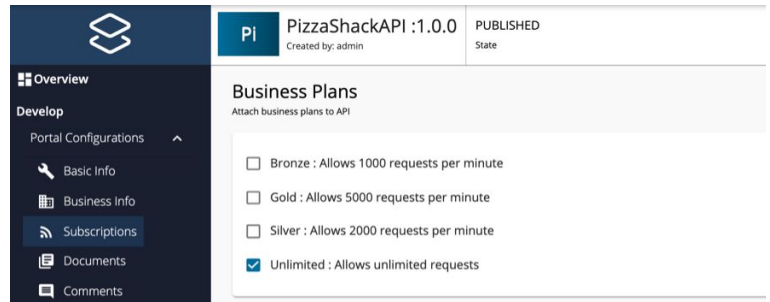 Pi
PizzaShackAPI :1.0.0
Created by: admin
PUBLISHED
State
Overview
Develop
Portal Configurations
Basic Info
Business Info
Subscriptions
Documents
Comments
Business Plans
Attach business plans to API
Bronze : Allows 1000 requests per minute
Gold : Allows 5000 requests per minute
Silver : Allows 2000 requests per minute
Unlimited : Allows unlimited requests